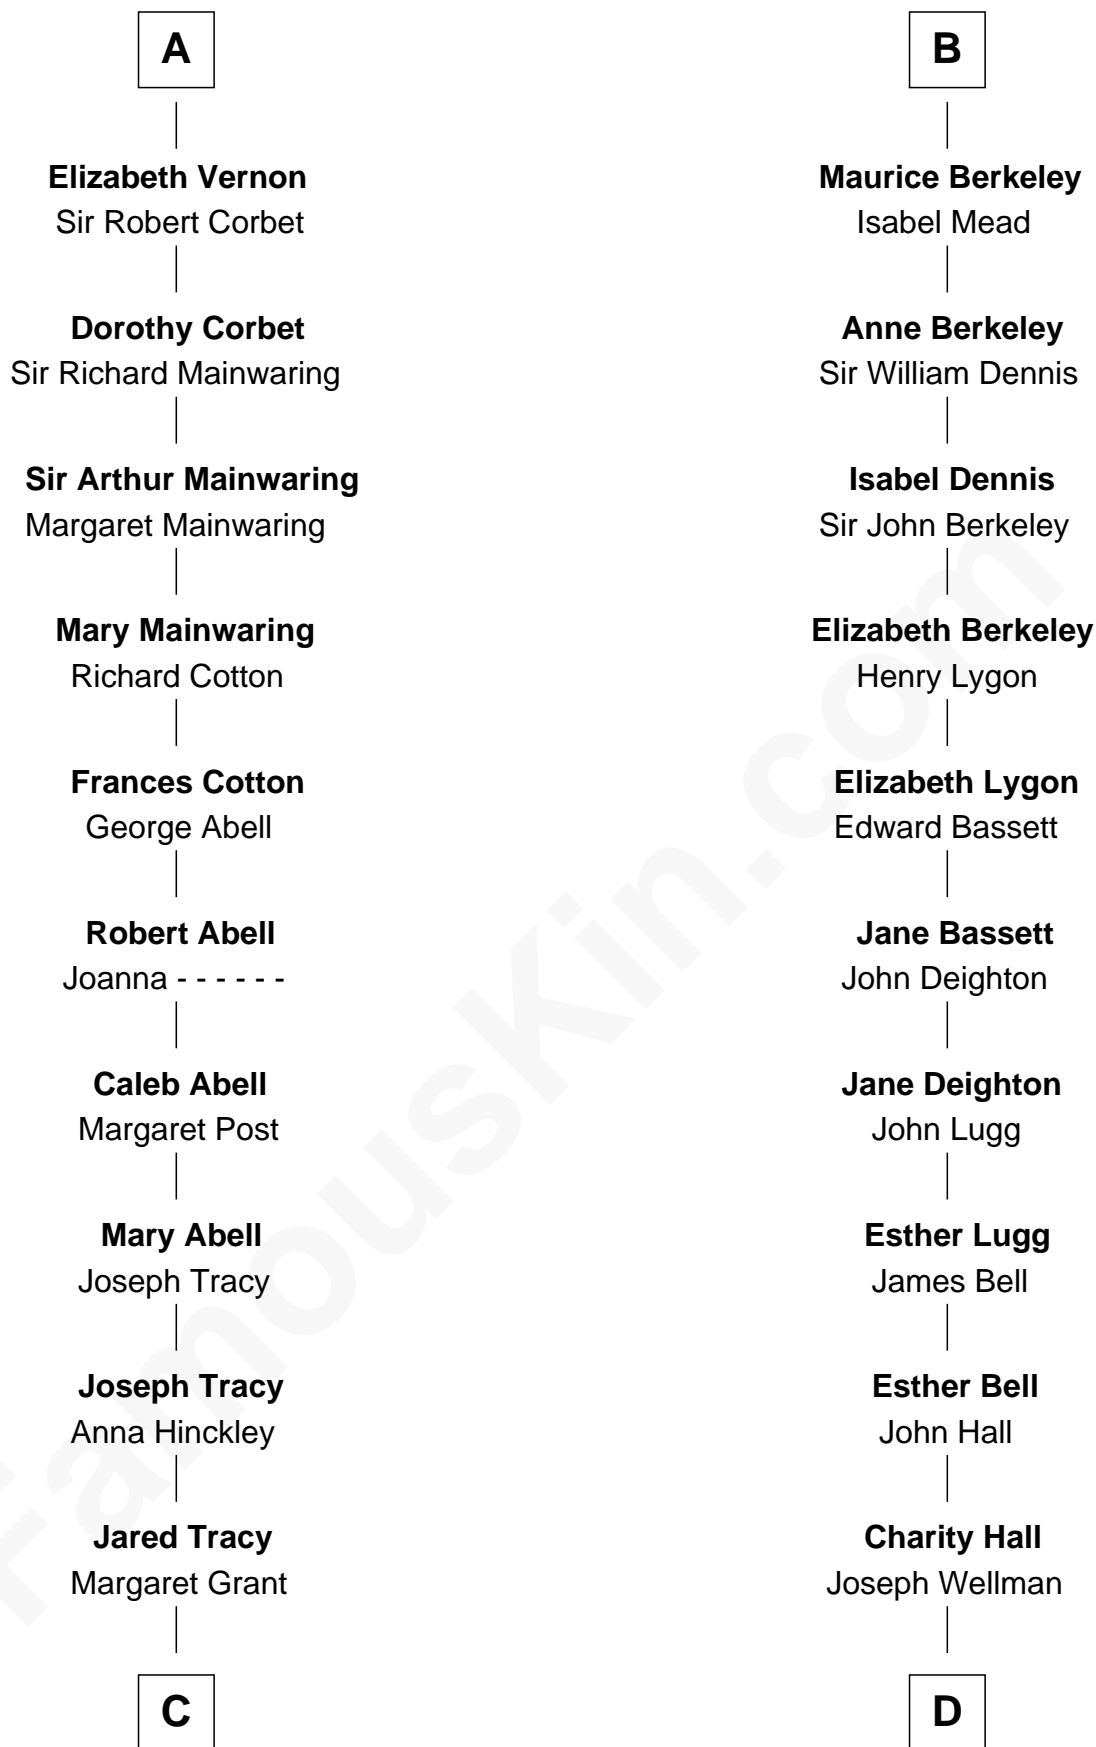 A
Elizabeth Vernon
Sir Robert Corbet
Dorothy Corbet
Sir Richard Mainwaring
Sir Arthur Mainwaring
Margaret Mainwaring
Mary Mainwaring
Richard Cotton
Frances Cotton
George Abell
Robert Abell
Joanna - - - - - -
Caleb Abell
Margaret Post
Mary Abell
Joseph Tracy
Joseph Tracy
Anna Hinckley
Jared Tracy
Margaret Grant
C
B
Maurice Berkeley
Isabel Mead
Anne Berkeley
Sir William Dennis
Isabel Dennis
Sir John Berkeley
Elizabeth Berkeley
Henry Lygon
Elizabeth Lygon
Edward Bassett
Jane Bassett
John Deighton
Jane Deighton
John Lugg
Esther Lugg
James Bell
Esther Bell
John Hall
Charity Hall
Joseph Wellman
D
FamousKin.com